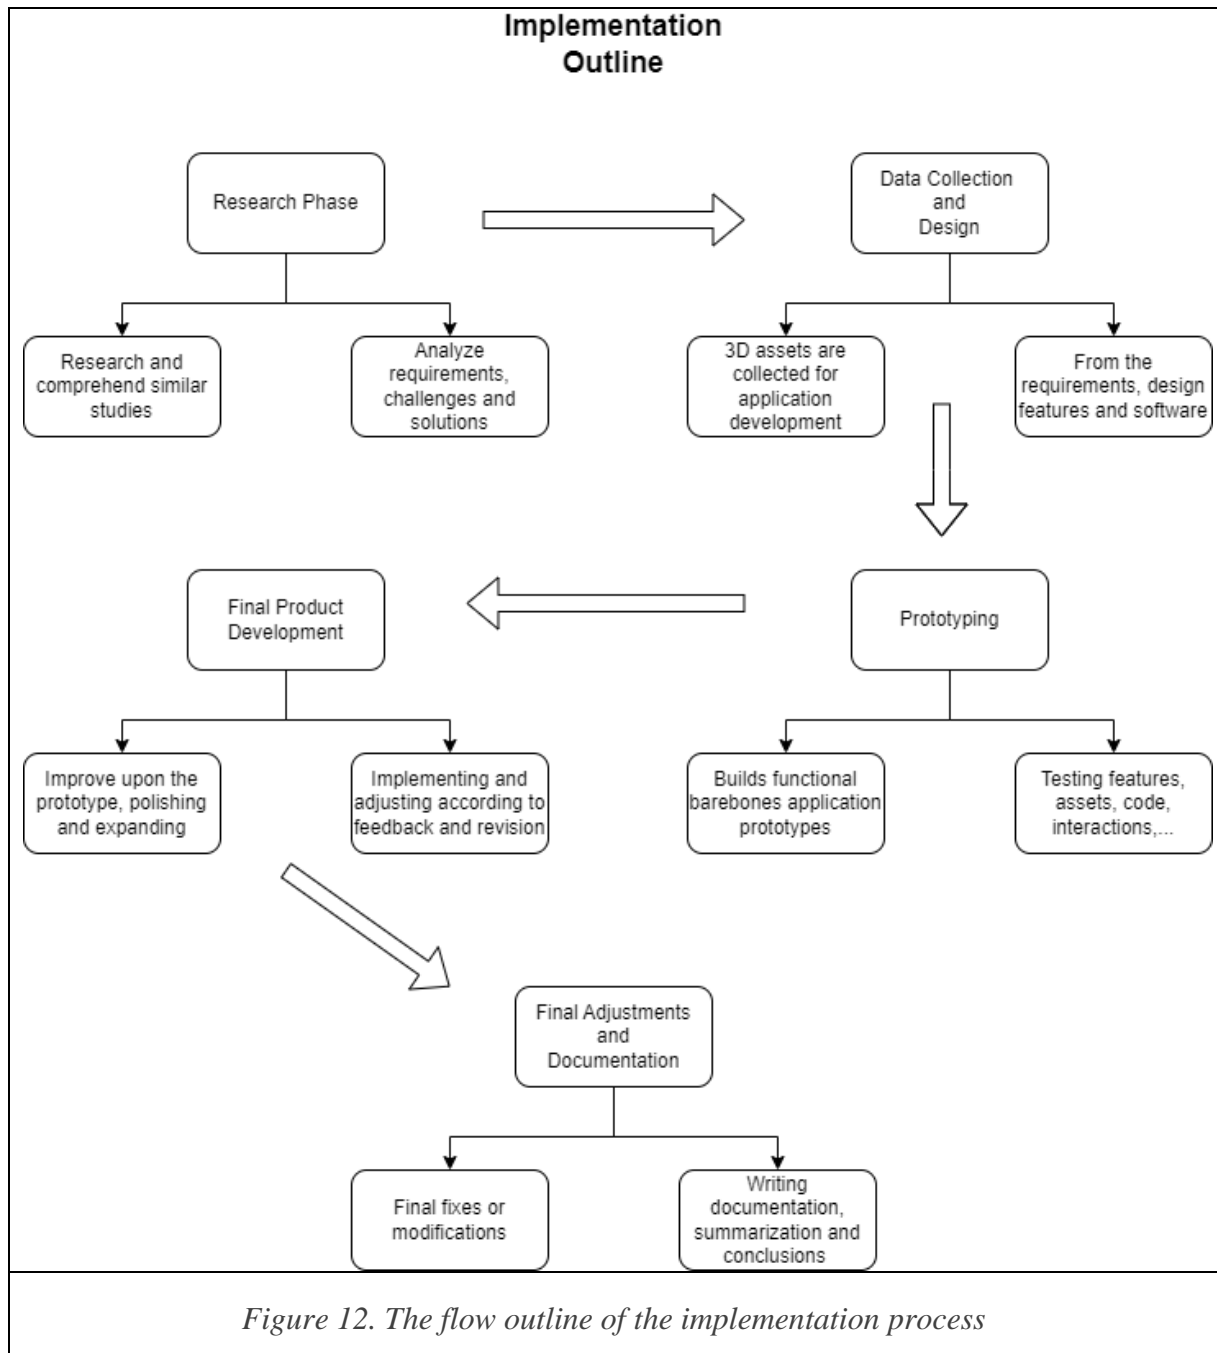 Implementation
Outline
Research Phase
Data Collection
and
Design
Research and
comprehend similar
studies
Analyze
requirements,
challenges and
solutions
3D assets are
collected for
application
development
From the
requirements, design
features and software
Final Product
Development
Prototyping
Improve upon the
prototype, polishing
and expanding
Implementing and
adjusting according to
feedback and revision
Builds functional
barebones application
prototypes
Testing features,
assets, code,
interactions,...
Final Adjustments
and
Documentation
Final fixes or
modifications
Writing
documentation,
summarization and
conclusions
Figure 12. The flow outline of the implementation process